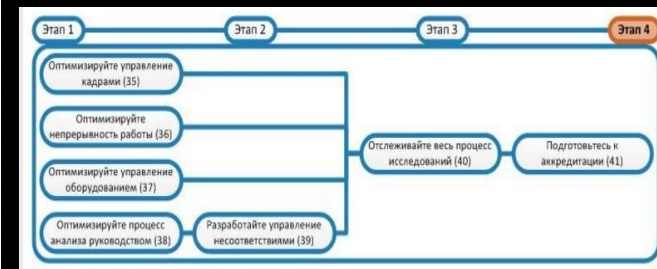 Этап 1
Этап 2
Этап 3
Этап 4
Оптимизируйте управление
кадрами (35)
Оптимизируйте
непрерывность работы (36)
Оптимизируйте управление
оборудованием (37)
Оптимизируйте процесс
анализа руководством (38)
Разработайте управление
несоответствиями (39)
Отслеживайте весь процесс
исследований (40)
Подготовьтесь к
аккредитации (41)